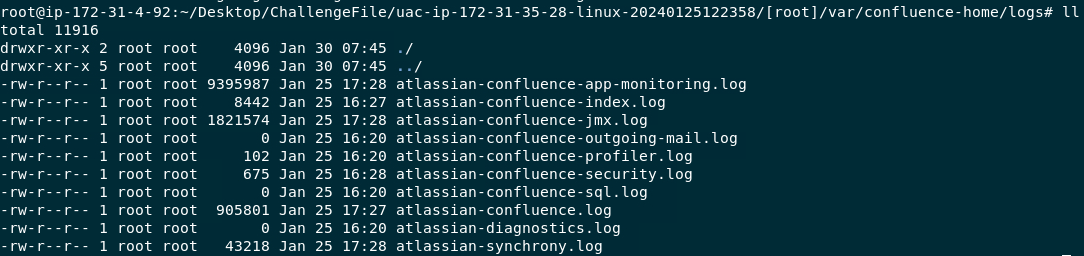 root@ip-172-31-4-92:~/Desktop/ChallengeFile/uac-ip-172-31-35-28-linux-20240125122358/[root]/var/confluence-home/logs# ll
total 11916
drwxr-xr-x 2 root root    4096 Jan 30 07:45 ./
drwxr-xr-x 5 root root    4096 Jan 30 07:45 ../
-rw-r--r-- 1 root root 9395987 Jan 25 17:28 atlassian-confluence-app-monitoring.log
-rw-r--r-- 1 root root    8442 Jan 25 16:27 atlassian-confluence-index.log
-rw-r--r-- 1 root root 1821574 Jan 25 17:28 atlassian-confluence-jmx.log
-rw-r--r-- 1 root root       0 Jan 25 16:20 atlassian-confluence-outgoing-mail.log
-rw-r--r-- 1 root root     102 Jan 25 16:20 atlassian-confluence-profiler.log
-rw-r--r-- 1 root root     675 Jan 25 16:28 atlassian-confluence-security.log
-rw-r--r-- 1 root root       0 Jan 25 16:20 atlassian-confluence-sql.log
-rw-r--r-- 1 root root  905801 Jan 25 17:27 atlassian-confluence.log
-rw-r--r-- 1 root root       0 Jan 25 16:20 atlassian-diagnostics.log
-rw-r--r-- 1 root root   43218 Jan 25 17:28 atlassian-synchrony.log